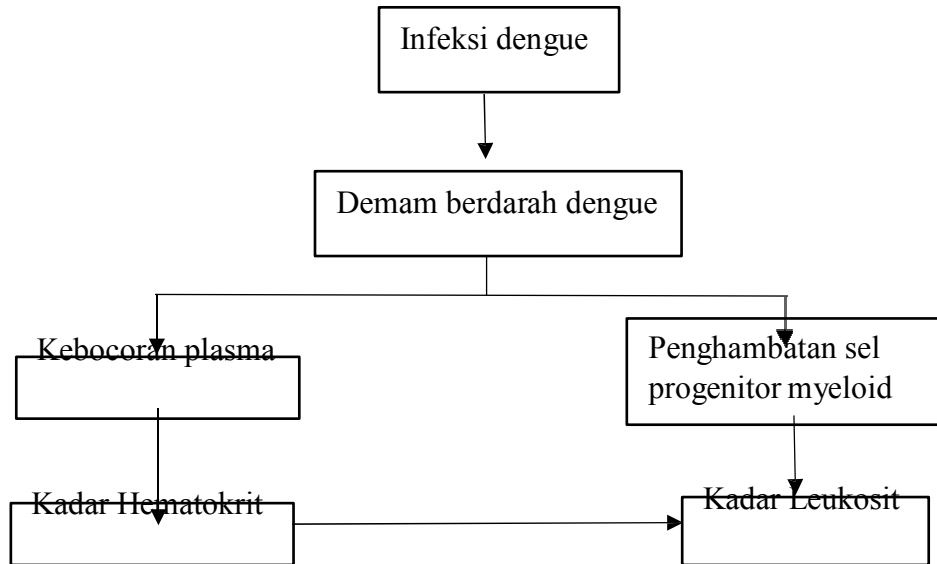 Infeksi dengue
Demam berdarah dengue
Kebocoran plasma
Penghambatan sel
progenitor myeloid
Kadar Hematokrit
Kadar Leukosit